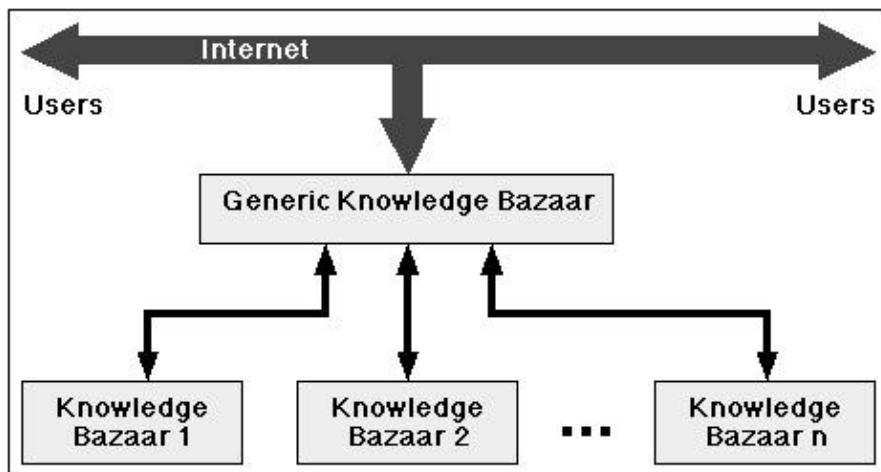 Internet
Users
Users
Generic Knowledge Bazaar
Knowledge
Bazaar 1
Knowledge
Bazaar 2
...
Knowledge
Bazaar n